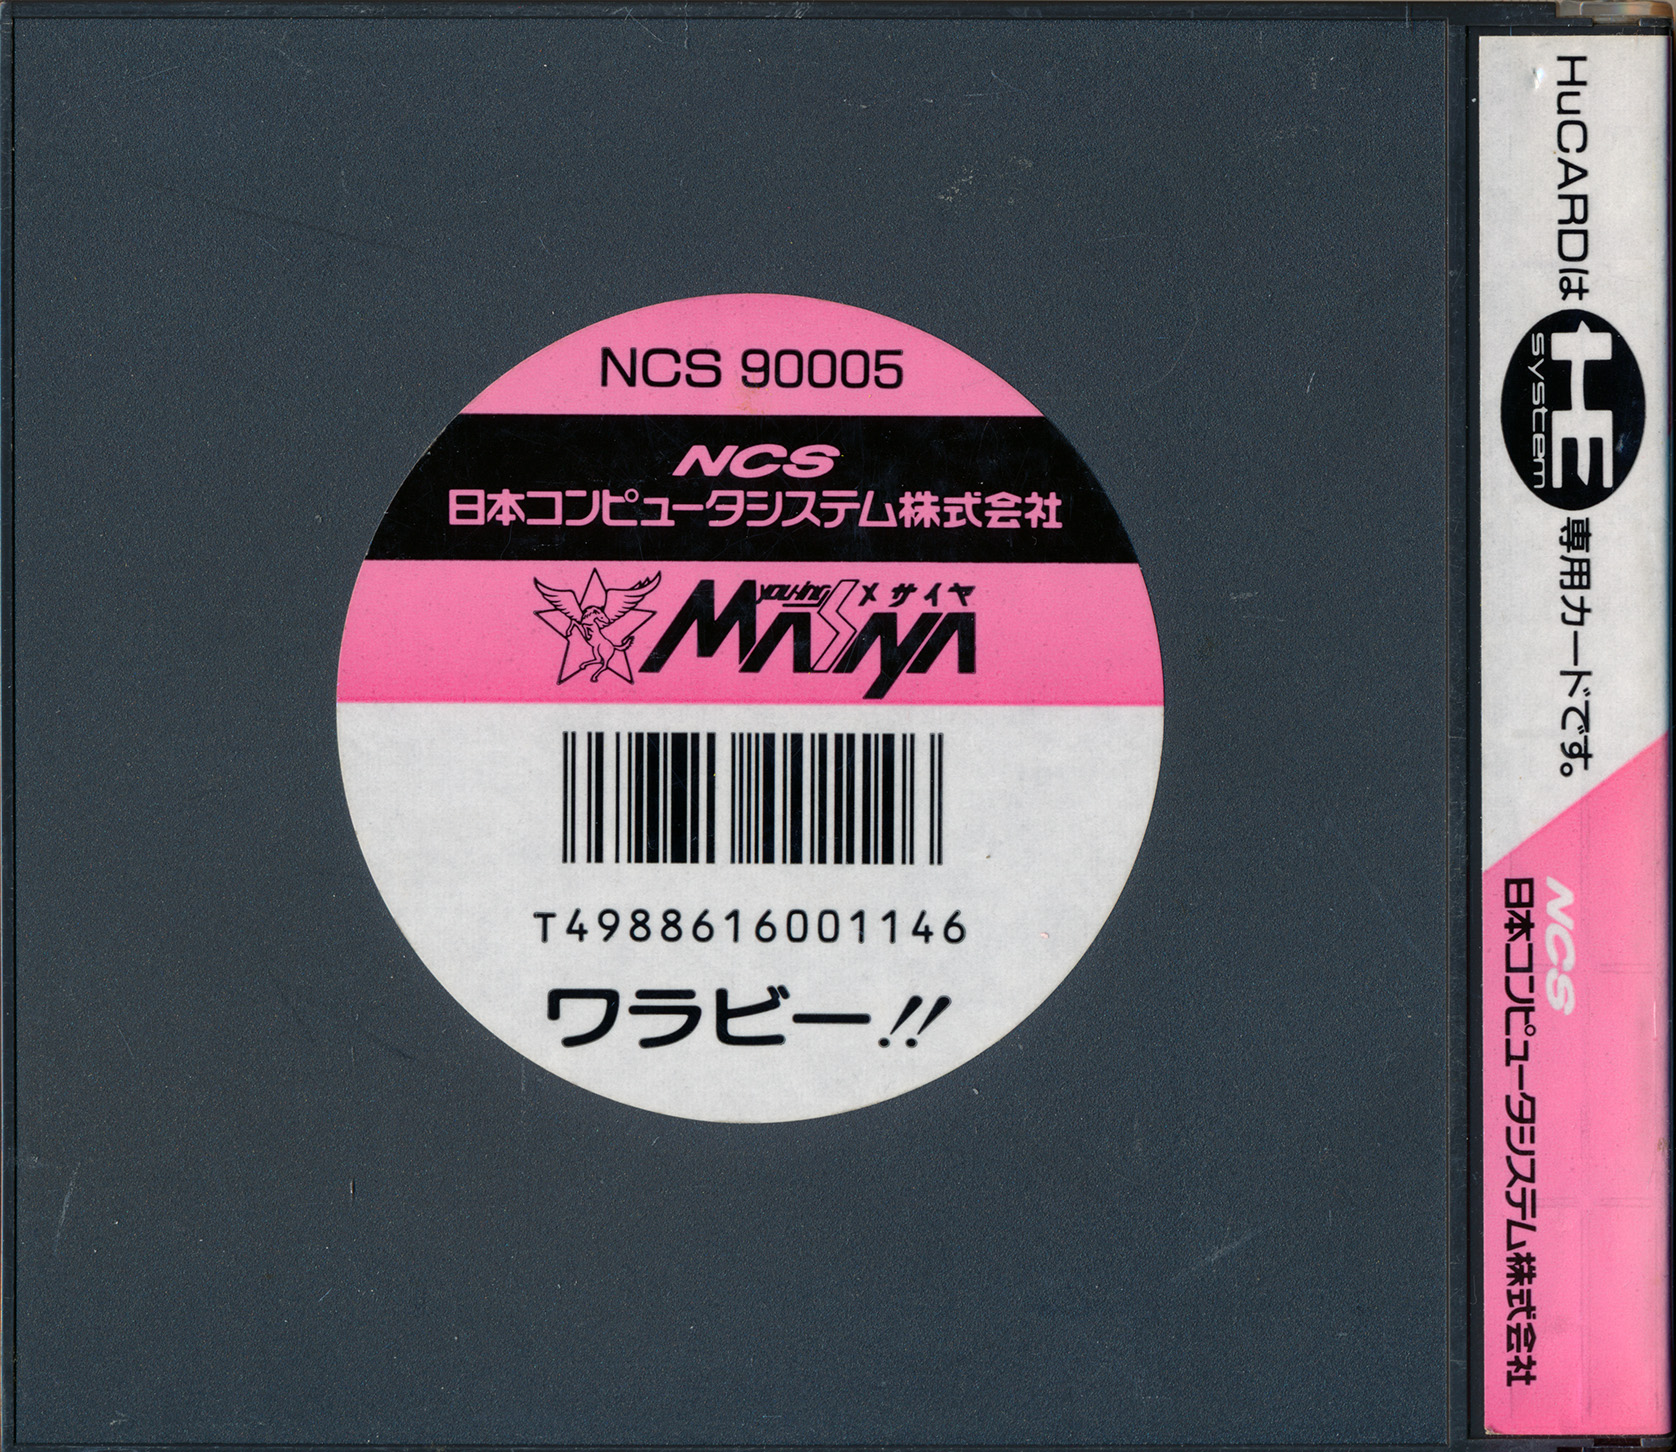 NCS 90005
NCS
日本コンピュータシステム株式会社
you-ing メサイヤ
MASAYA
T4988616001146
ワラビー!!
HuCARDは HE system 専用カードです。
NCS
日本コンピュータシステム株式会社